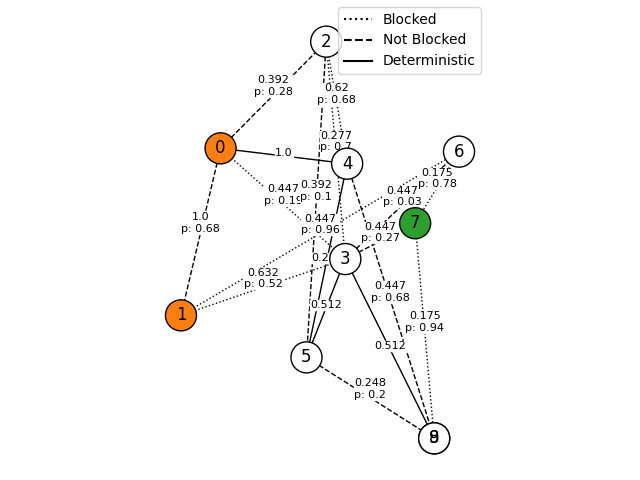 Blocked
Not Blocked
Deterministic
2
0.392
p: 0.28
0.62
p: 0.68
0
1.0
0.277
p: 0.7
4
6
0.175
p: 0.78
0.447
p: 0.19
0.392
p: 0.1
0.447
p: 0.03
1.0
p: 0.68
0.447
p: 0.96
0.447
p: 0.27
7
3
0.2
0.632
p: 0.52
0.512
0.447
p: 0.68
1
0.175
p: 0.94
0.512
5
0.248
p: 0.2